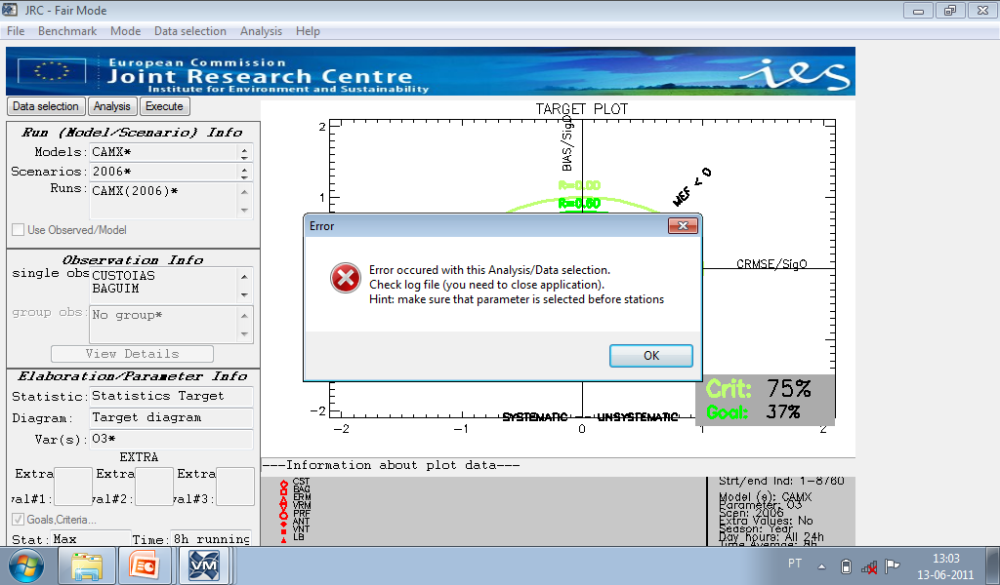 JRC - Fair Mode
File Benchmark Mode Data selection Analysis Help
European Commission
Joint Research Centre
Institute for Environment and Sustainability
ies
Data selection Analysis Execute
Run (Model/Scenario) Info
Models: CAMX*
Scenarios: 2006*
Runs: CAMX(2006)*
Use Observed/Model
Observation Info
single obs CUSTOIAS
BAGUIM
group obs: No group*
View Details
Elaboration/Parameter Info
Statistic: Statistics Target
Diagram: Target diagram
Var(s): O3*
EXTRA
Extra Extra Extra
val#1: val#2: val#3:
Goals,Criteria...
Stat: Max Time: 8h running
TARGET PLOT
2
BIAS/SigO
R=0.00
MEF < 0
1
R=0.60
CRMSE/SigO
Error
Error occured with this Analysis/Data selection.
Check log file (you need to close application).
Hint: make sure that parameter is selected before stations
OK
Crit: 75%
Goal: 37%
-2
SYSTEMATIC -- UNSYSTEMATIC
-2 -1 0 1 2
---Information about plot data---
CST
BAG
ERM
VRM
PRF
ANT
VNT
LB
Strt/end Ind: 1-8760
Model (s): CAMX
Parameter: O3
Scen: 2006
Extra Values: No
Season: Year
Day hours: All 24h
Time Average: 8h
VM
PT
13:03
13-06-2011